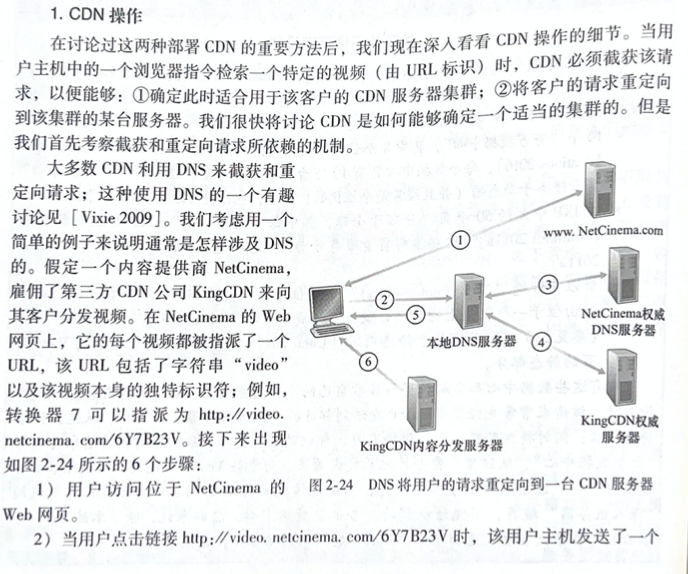 1. CDN 操作
在讨论过这两种部署 CDN 的重要方法后，我们现在深入看看 CDN 操作的细节。当用
户主机中的一个浏览器指令检索一个特定的视频（由 URL 标识）时，CDN 必须截获该请
求，以便能够：①确定此时适合用于该客户的 CDN 服务器集群；②将客户的请求重定向
到该集群的某台服务器。我们很快将讨论 CDN 是如何能够确定一个适当的集群的。但是
我们首先考察截获和重定向请求所依赖的机制。
大多数 CDN 利用 DNS 来截获和重
定向请求；这种使用 DNS 的一个有趣
讨论见［Vixie 2009］。我们考虑用一个
简单的例子来说明通常是怎样涉及 DNS
的。假定一个内容提供商 NetCinema，
雇佣了第三方 CDN 公司 KingCDN 来向
其客户分发视频。在 NetCinema 的 Web
网页上，它的每个视频都被指派了一个
URL，该 URL 包括了字符串“video”
以及该视频本身的独特标识符；例如，
转换器 7 可以指派为 http://video.
netcinema.com/6Y7B23V。接下来出现
如图 2-24 所示的 6 个步骤：
1）用户访问位于 NetCinema 的
Web 网页。
①
www.NetCinema.com
②
③
⑤
NetCinema权威
DNS服务器
本地DNS服务器
④
⑥
KingCDN权威
服务器
KingCDN内容分发服务器
图 2-24 DNS 将用户的请求重定向到一台 CDN 服务器
2）当用户点击链接 http://video.netcinema.com/6Y7B23V 时，该用户主机发送了一个